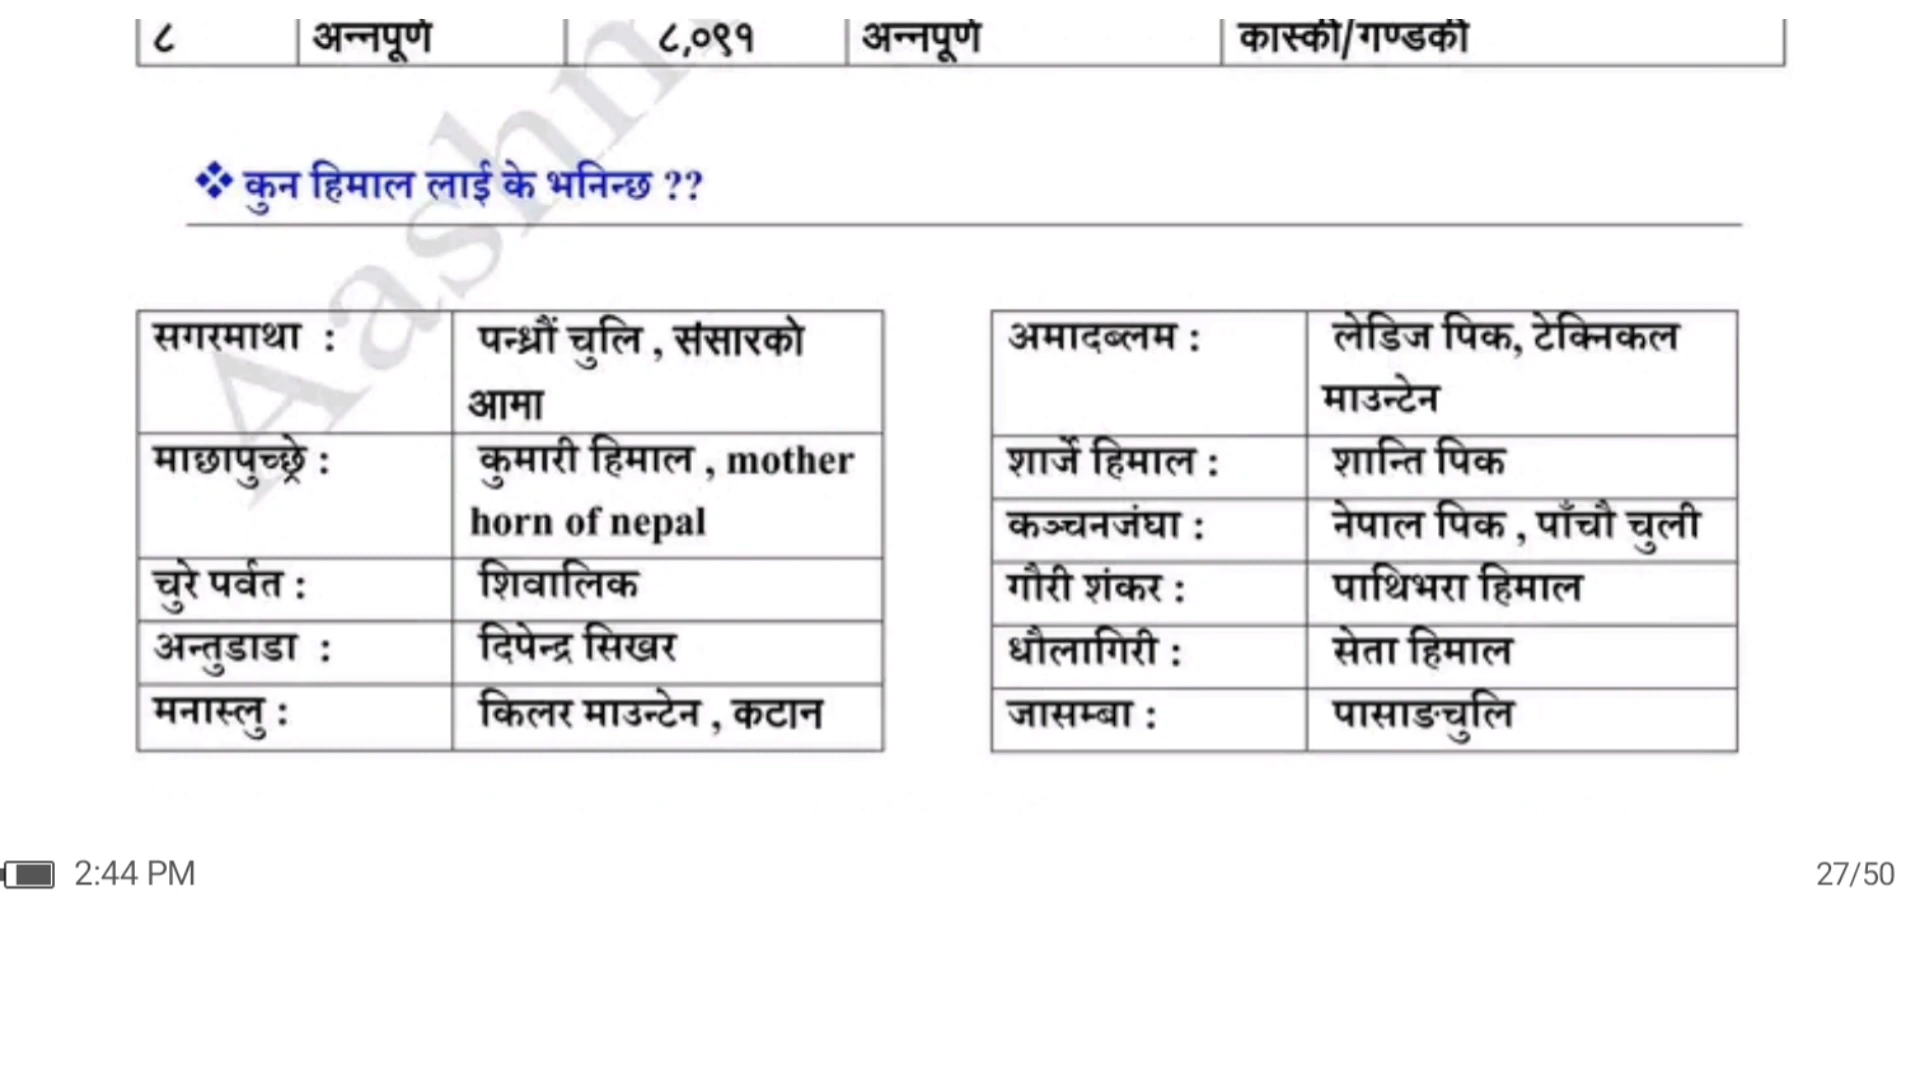 ८ अन्नपूर्ण ८,०९१ अन्नपूर्ण कास्की/गण्डकी
❖ कुन हिमाल लाई के भनिन्छ ??
सगरमाथा : पन्ध्रौं चुलि , संसारको
आमा
माछापुच्छ्रे : कुमारी हिमाल , mother
horn of nepal
चुरे पर्वत : शिवालिक
अन्तुडाडा : दिपेन्द्र सिखर
मनास्लु : किलर माउन्टेन , कटान
अमादब्लम : लेडिज पिक, टेक्निकल
माउन्टेन
शार्जे हिमाल : शान्ति पिक
कञ्चनजंघा : नेपाल पिक , पाँचौ चुली
गौरी शंकर : पाथिभरा हिमाल
धौलागिरी : सेता हिमाल
जासम्बा : पासाङचुलि
2:44 PM
27/50